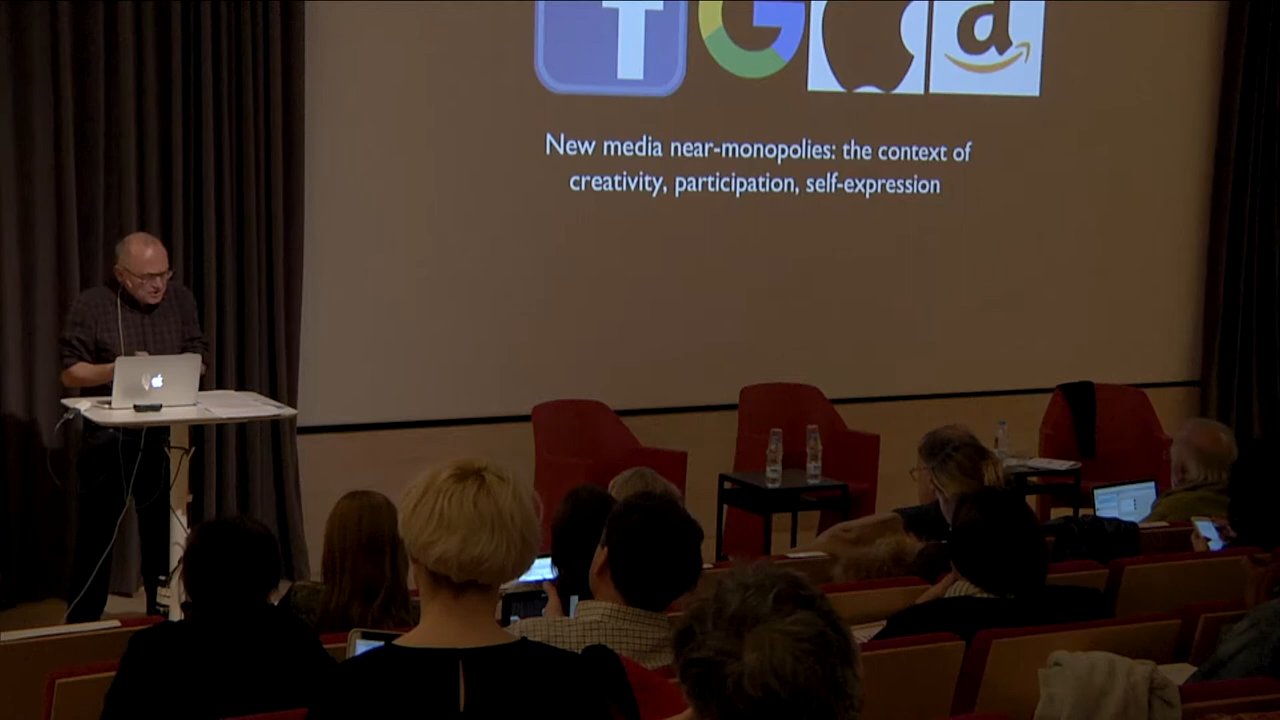 f G a
New media near-monopolies: the context of
creativity, participation, self-expression